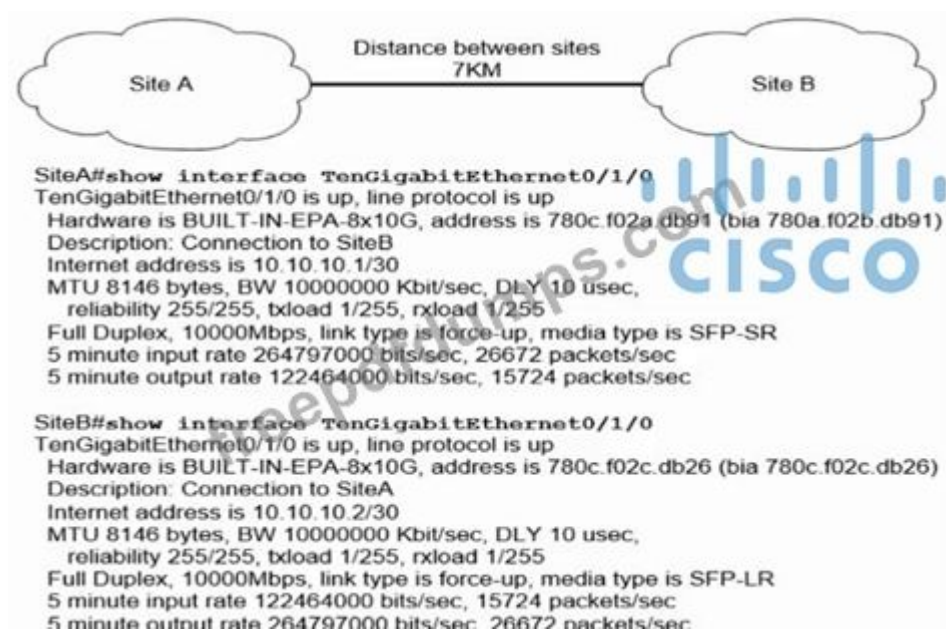 Distance between sites
7KM
Site A
Site B
SiteA#show interface TenGigabitEthernet0/1/0
TenGigabitEthernet0/1/0 is up, line protocol is up
Hardware is BUILT-IN-EPA-8x10G, address is 780c.f02a.db91 (bia 780a.f02b.db91)
Description: Connection to SiteB
Internet address is 10.10.10.1/30
MTU 8146 bytes, BW 10000000 Kbit/sec, DLY 10 usec,
reliability 255/255, txload 1/255, rxload 1/255
Full Duplex, 10000Mbps, link type is force-up, media type is SFP-SR
5 minute input rate 264797000 bits/sec, 26672 packets/sec
5 minute output rate 122464000 bits/sec, 15724 packets/sec
CISCO
freepdfdumps.com
SiteB#show interface TenGigabitEthernet0/1/0
TenGigabitEthernet0/1/0 is up, line protocol is up
Hardware is BUILT-IN-EPA-8x10G, address is 780c.f02c.db26 (bia 780c.f02c.db26)
Description: Connection to SiteA
Internet address is 10.10.10.2/30
MTU 8146 bytes, BW 10000000 Kbit/sec, DLY 10 usec,
reliability 255/255, txload 1/255, rxload 1/255
Full Duplex, 10000Mbps, link type is force-up, media type is SFP-LR
5 minute input rate 122464000 bits/sec, 15724 packets/sec
5 minute output rate 264797000 bits/sec, 26672 packets/sec